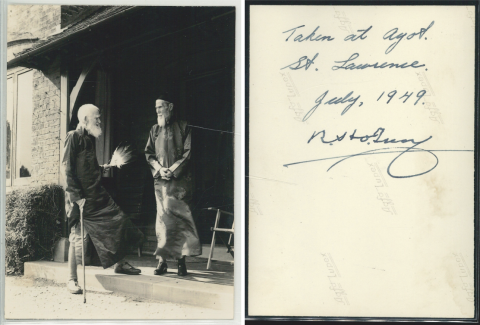 Taken at Ayot.
St. Lawrence.
July, 1949.